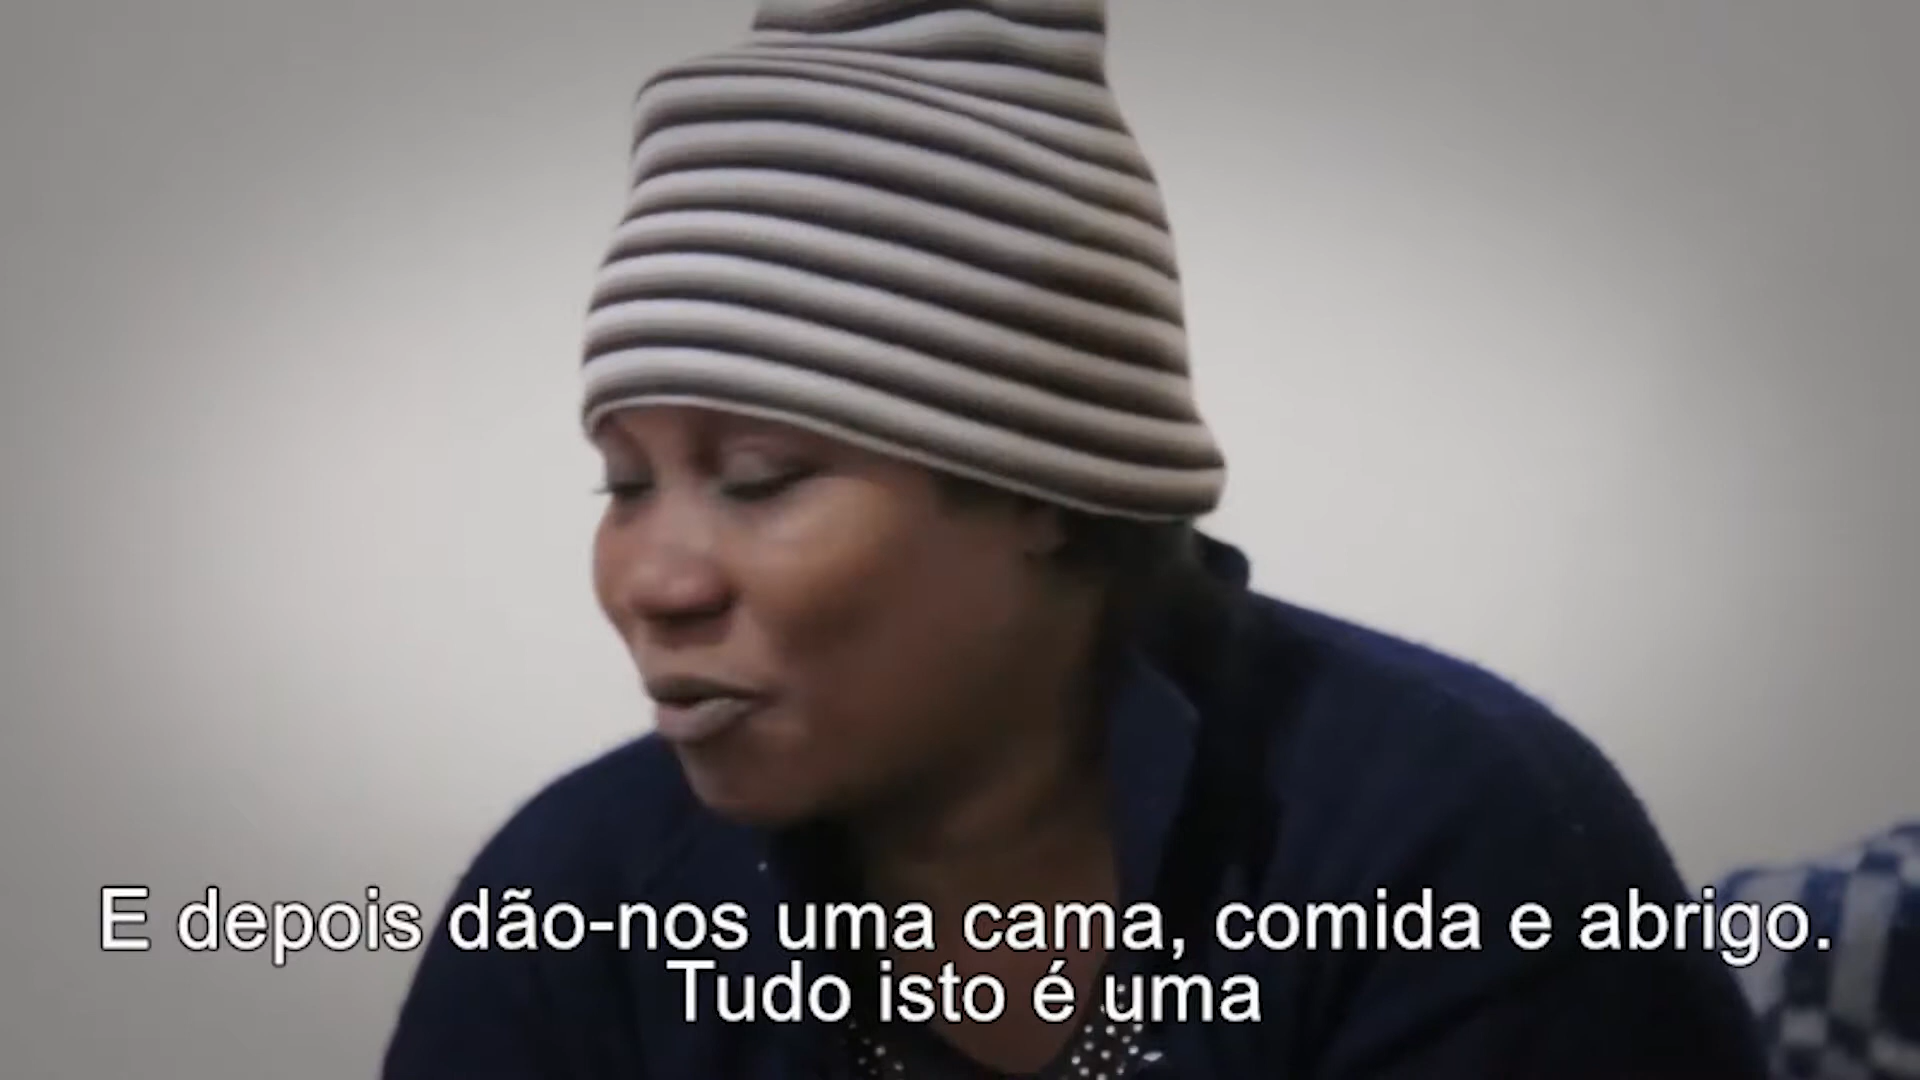 E depois dão-nos uma cama, comida e abrigo.
Tudo isto é uma